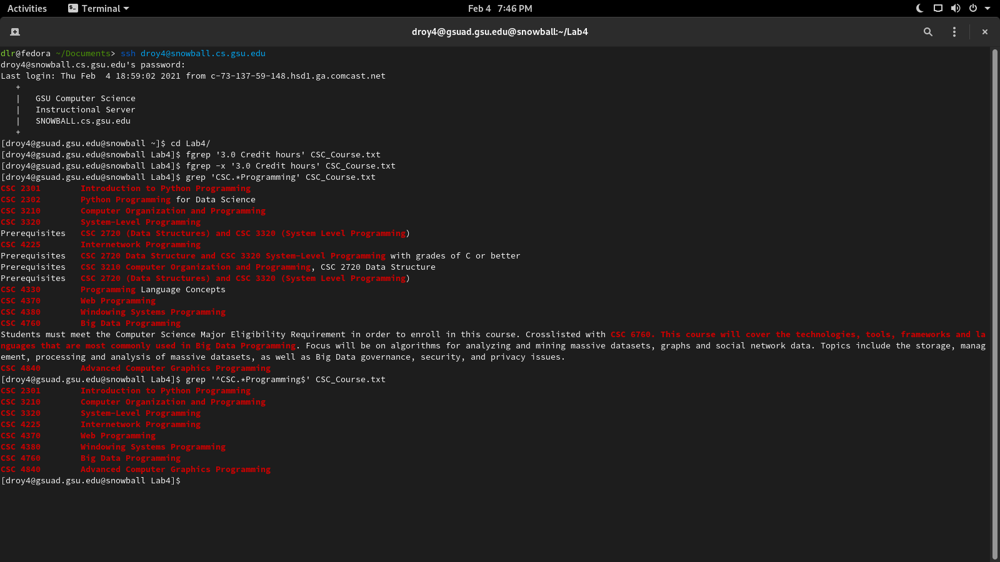 Activities Terminal Feb 4 7:46 PM
droy4@gsuad.gsu.edu@snowball:~/Lab4
dlr@fedora ~/Documents> ssh droy4@snowball.cs.gsu.edu
droy4@snowball.cs.gsu.edu's password:
Last login: Thu Feb  4 18:59:02 2021 from c-73-137-59-148.hsd1.ga.comcast.net
   +
   |   GSU Computer Science
   |   Instructional Server
   |   SNOWBALL.cs.gsu.edu
   +
[droy4@gsuad.gsu.edu@snowball ~]$ cd Lab4/
[droy4@gsuad.gsu.edu@snowball Lab4]$ fgrep '3.0 Credit hours' CSC_Course.txt
[droy4@gsuad.gsu.edu@snowball Lab4]$ fgrep -x '3.0 Credit hours' CSC_Course.txt
[droy4@gsuad.gsu.edu@snowball Lab4]$ grep 'CSC.*Programming' CSC_Course.txt
CSC 2301        Introduction to Python Programming
CSC 2302        Python Programming for Data Science
CSC 3210        Computer Organization and Programming
CSC 3320        System-Level Programming
Prerequisites   CSC 2720 (Data Structures) and CSC 3320 (System Level Programming)
CSC 4225        Internetwork Programming
Prerequisites   CSC 2720 Data Structure and CSC 3320 System-Level Programming with grades of C or better
Prerequisites   CSC 3210 Computer Organization and Programming, CSC 2720 Data Structure
Prerequisites   CSC 2720 (Data Structures) and CSC 3320 (System Level Programming)
CSC 4330        Programming Language Concepts
CSC 4370        Web Programming
CSC 4380        Windowing Systems Programming
CSC 4760        Big Data Programming
Students must meet the Computer Science Major Eligibility Requirement in order to enroll in this course. Crosslisted with CSC 6760. This course will cover the technologies, tools, frameworks and la
nguages that are most commonly used in Big Data Programming. Focus will be on algorithms for analyzing and mining massive datasets, graphs and social network data. Topics include the storage, manag
ement, processing and analysis of massive datasets, as well as Big Data governance, security, and privacy issues.
CSC 4840        Advanced Computer Graphics Programming
[droy4@gsuad.gsu.edu@snowball Lab4]$ grep '^CSC.*Programming$' CSC_Course.txt
CSC 2301        Introduction to Python Programming
CSC 3210        Computer Organization and Programming
CSC 3320        System-Level Programming
CSC 4225        Internetwork Programming
CSC 4370        Web Programming
CSC 4380        Windowing Systems Programming
CSC 4760        Big Data Programming
CSC 4840        Advanced Computer Graphics Programming
[droy4@gsuad.gsu.edu@snowball Lab4]$